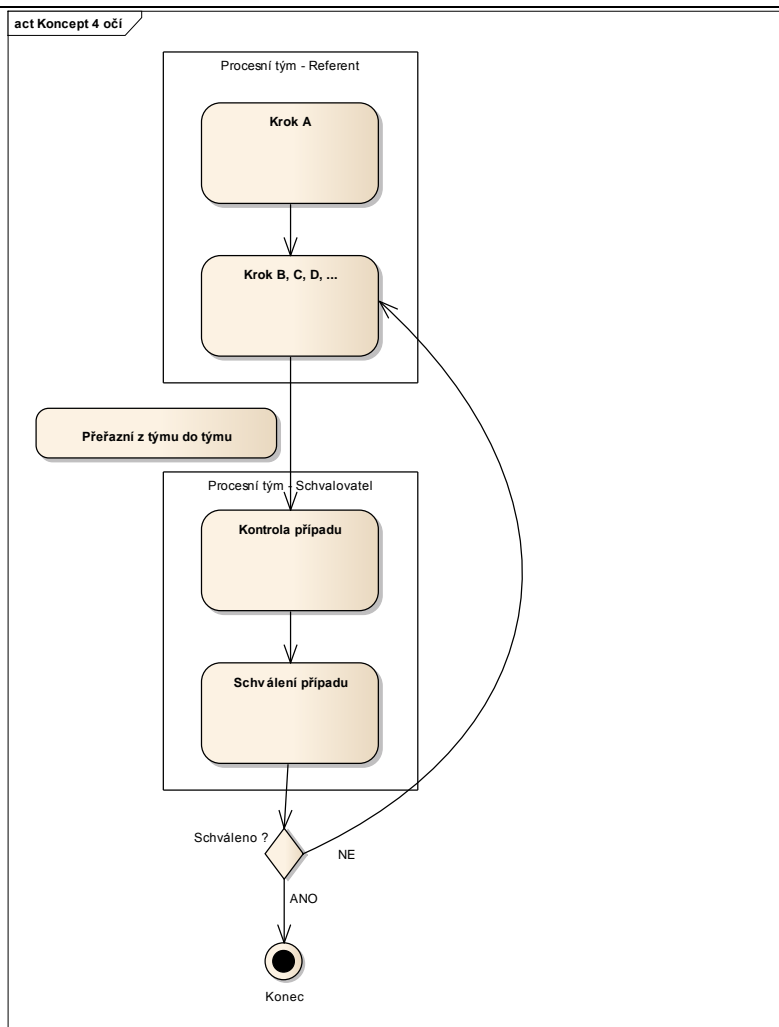 act Koncept 4 očí
Procesní tým - Referent
Krok A
Krok B, C, D, ...
Přeřazní z týmu do týmu
Procesní tým - Schvalovatel
Kontrola případu
Schválení případu
Schváleno ?
NE
ANO
Konec